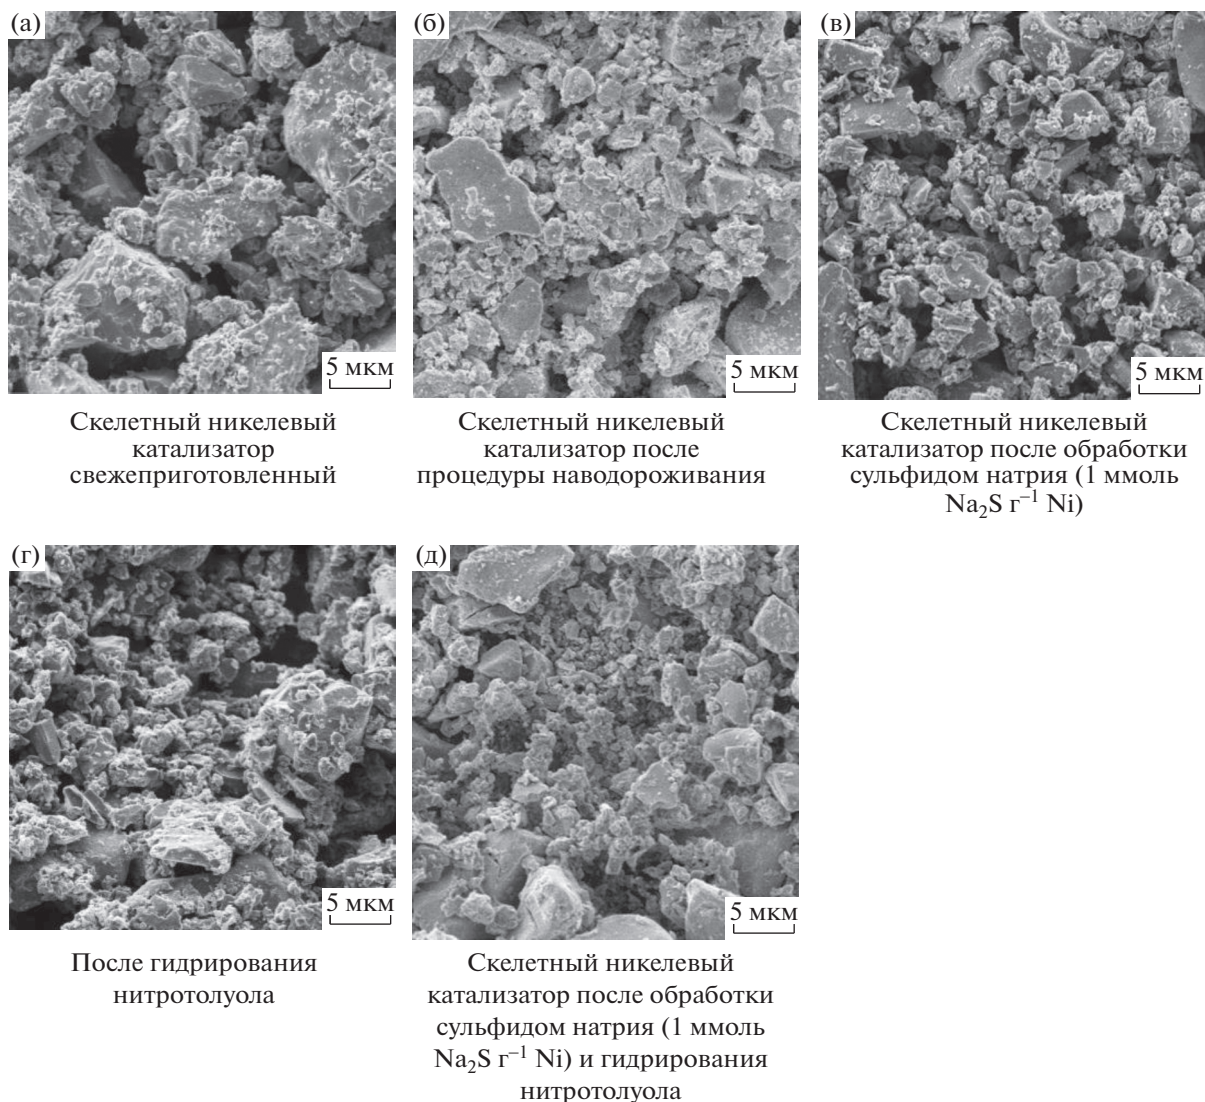 (а)
(б)
(в)
5 мкм
5 мкм
5 мкм
Скелетный никелевый
катализатор
свежеприготовленный
Скелетный никелевый
катализатор после
процедуры наводороживания
Скелетный никелевый
катализатор после обработки
сульфидом натрия (1 ммоль
Na₂S г⁻¹ Ni)
(г)
(д)
5 мкм
5 мкм
После гидрирования
нитротолуола
Скелетный никелевый
катализатор после обработки
сульфидом натрия (1 ммоль
Na₂S г⁻¹ Ni) и гидрирования
нитротолуола